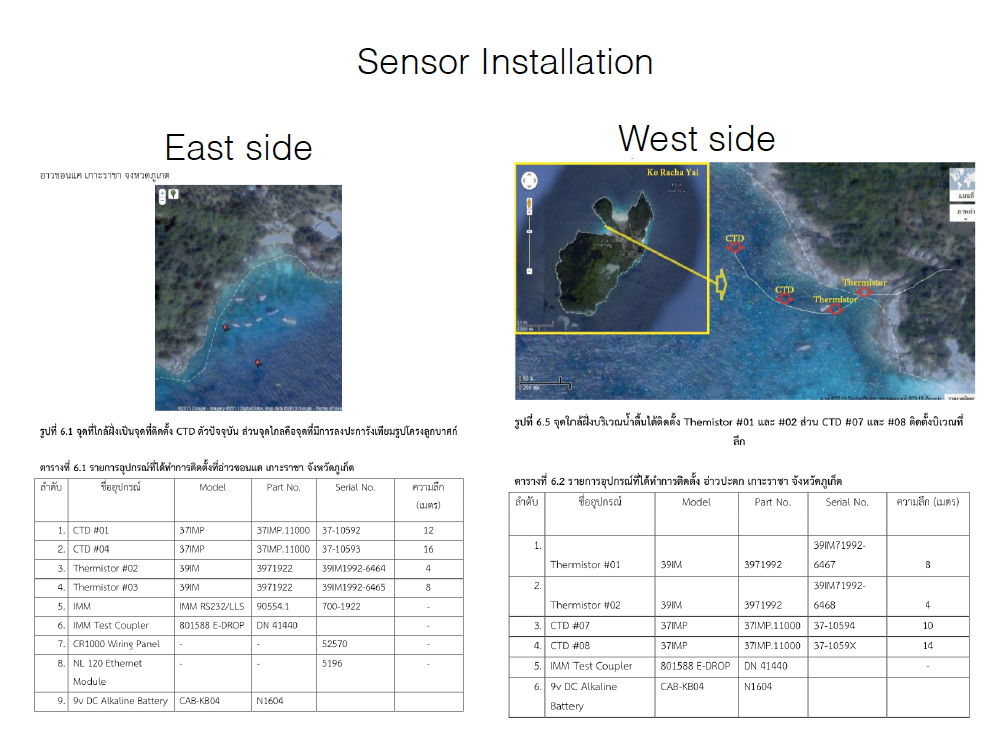 Sensor Installation
East side
อ่าวขอนแค เกาะราชา จังหวัดภูเก็ต
รูปที่ 6.1 จุดที่ใกล้ฝั่งเป็นจุดที่ติดตั้ง CTD ตัวปัจจุบัน ส่วนจุดไกลคือจุดที่มีการลงปะการังเทียมรูปโดรงลูกบาศก์
ตารางที่ 6.1 รายการอุปกรณ์ที่ได้ทำการติดตั้งที่อ่าวขอนแค เกาะราชา จังหวัดภูเก็ต
ลำดับ ชื่ออุปกรณ์ Model Part No. Serial No. ความลึก
(เมตร)
1. CTD #01 37IMP 37IMP.11000 37-10592 12
2. CTD #04 37IMP 37IMP.11000 37-10593 16
3. Thermistor #02 39IM 3971922 39IM1992-6464 4
4. Thermistor #03 39IM 3971922 39IM1992-6465 8
5. IMM IMM RS232/LLS 90554.1 700-1922 -
6. IMM Test Coupler 801588 E-DROP DN 41440 -
7. CR1000 Wiring Panel - - 52570 -
8. NL 120 Ethernet - - 5196 -
Module
9. 9v DC Alkaline Battery CAB-KB04 N1604
West side
Ko Racha Yai
CTD
CTD
Thermistor
Thermistor
รูปที่ 6.5 จุดใกล้ฝั่งบริเวณน้ำตื้นได้ติดตั้ง Themistor #01 และ #02 ส่วน CTD #07 และ #08 ติดตั้งบิเวณที่
ลึก
ตารางที่ 6.2 รายการอุปกรณ์ที่ได้ทำการติดตั้ง อ่าวปะตก เกาะราชา จังหวัดภูเก็ต
ลำดับ ชื่ออุปกรณ์ Model Part No. Serial No. ความลึก (เมตร)
1. 39IM71992-
Thermistor #01 39IM 3971992 6467 8
2. 39IM71992-
Thermistor #02 39IM 3971992 6468 4
3. CTD #07 37IMP 37IMP.11000 37-10594 10
4. CTD #08 37IMP 37IMP.11000 37-1059X 14
5. IMM Test Coupler 801588 E-DROP DN 41440 -
6. 9v DC Alkaline CAB-KB04 N1604
Battery